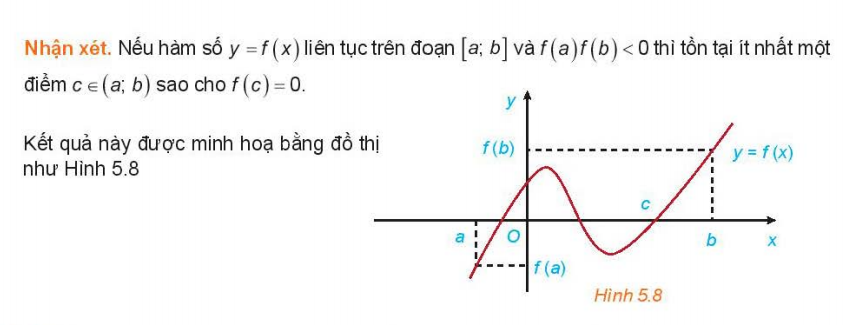 Nhận xét. Nếu hàm số y = f(x) liên tục trên đoạn [a; b] và f(a)f(b) < 0 thì tồn tại ít nhất một
điểm c ∈ (a; b) sao cho f(c) = 0.
Kết quả này được minh hoạ bằng đồ thị
như Hình 5.8
y
f(b)
y = f(x)
c
a
O
b
x
f(a)
Hình 5.8